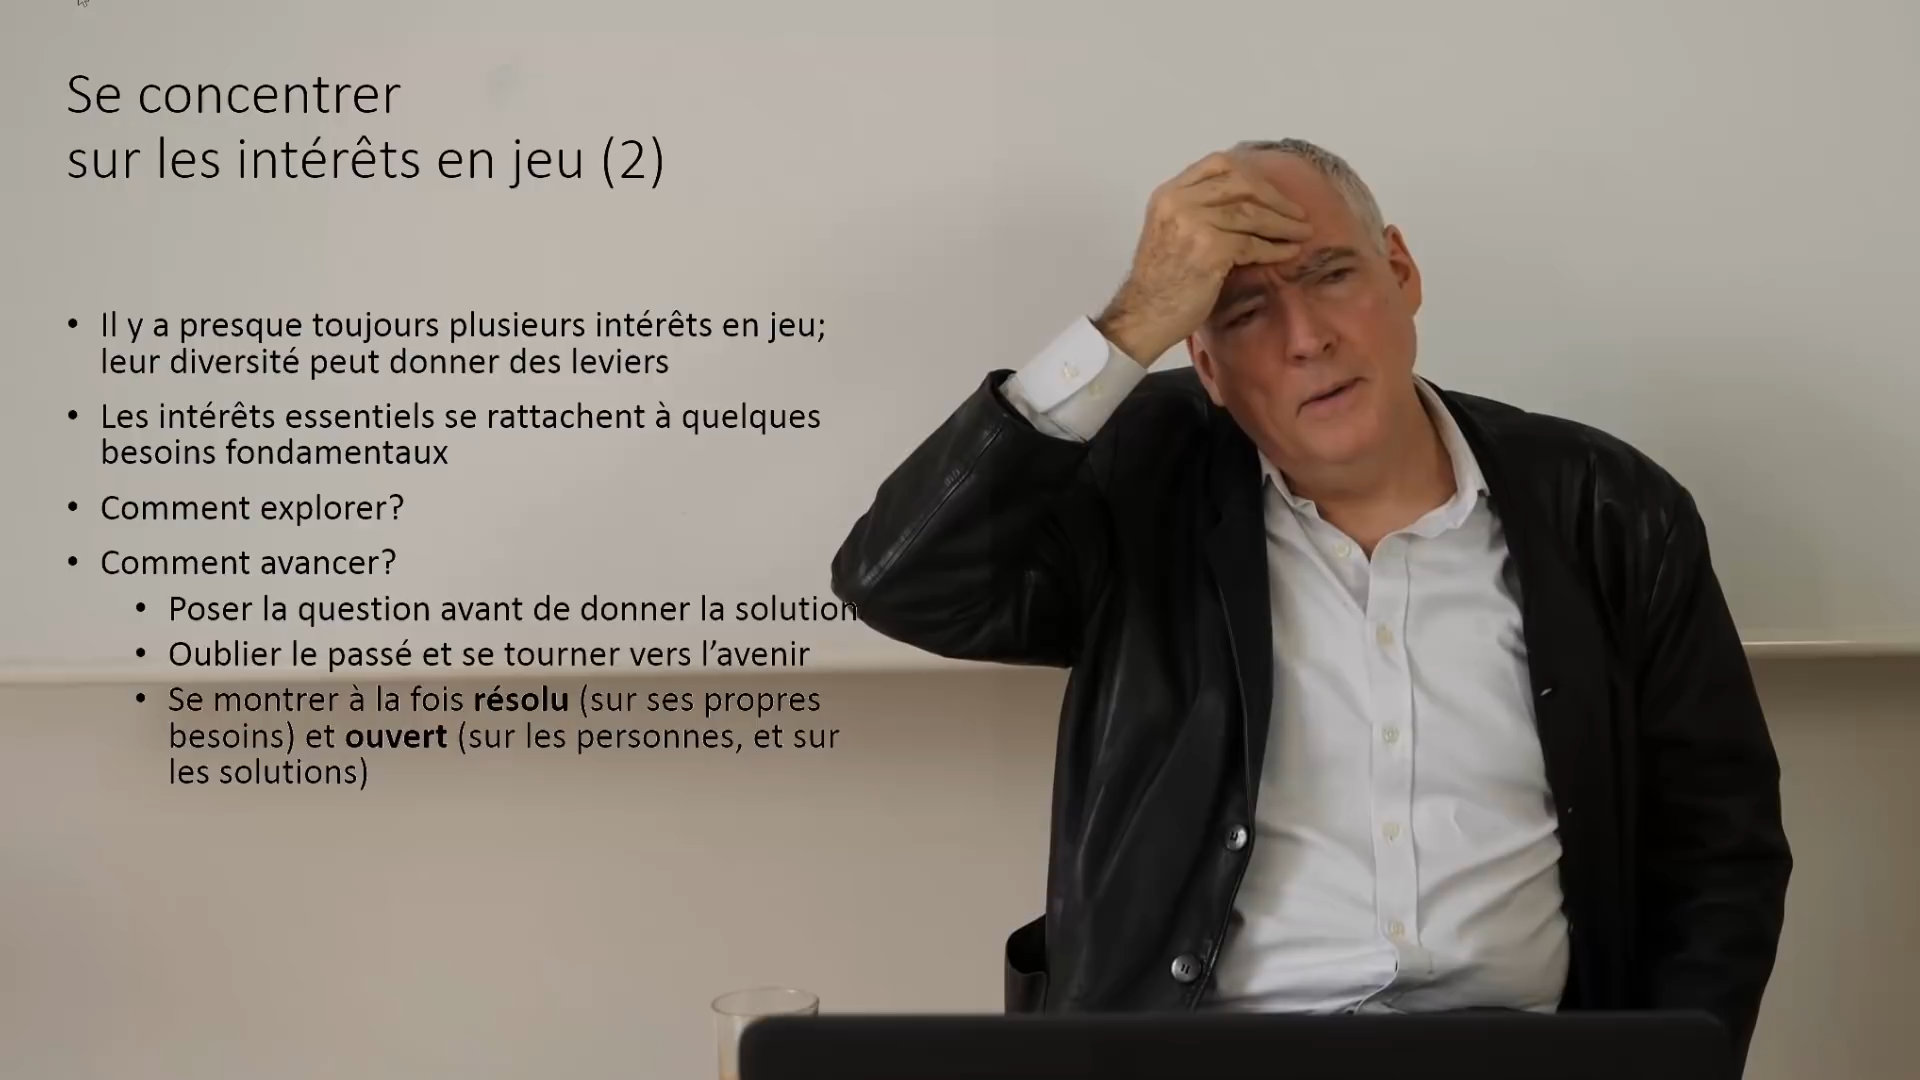 Se concentrer
sur les intérêts en jeu (2)
• Il y a presque toujours plusieurs intérêts en jeu;
leur diversité peut donner des leviers
• Les intérêts essentiels se rattachent à quelques
besoins fondamentaux
• Comment explorer?
• Comment avancer?
• Poser la question avant de donner la solution
• Oublier le passé et se tourner vers l’avenir
• Se montrer à la fois résolu (sur ses propres
besoins) et ouvert (sur les personnes, et sur
les solutions)